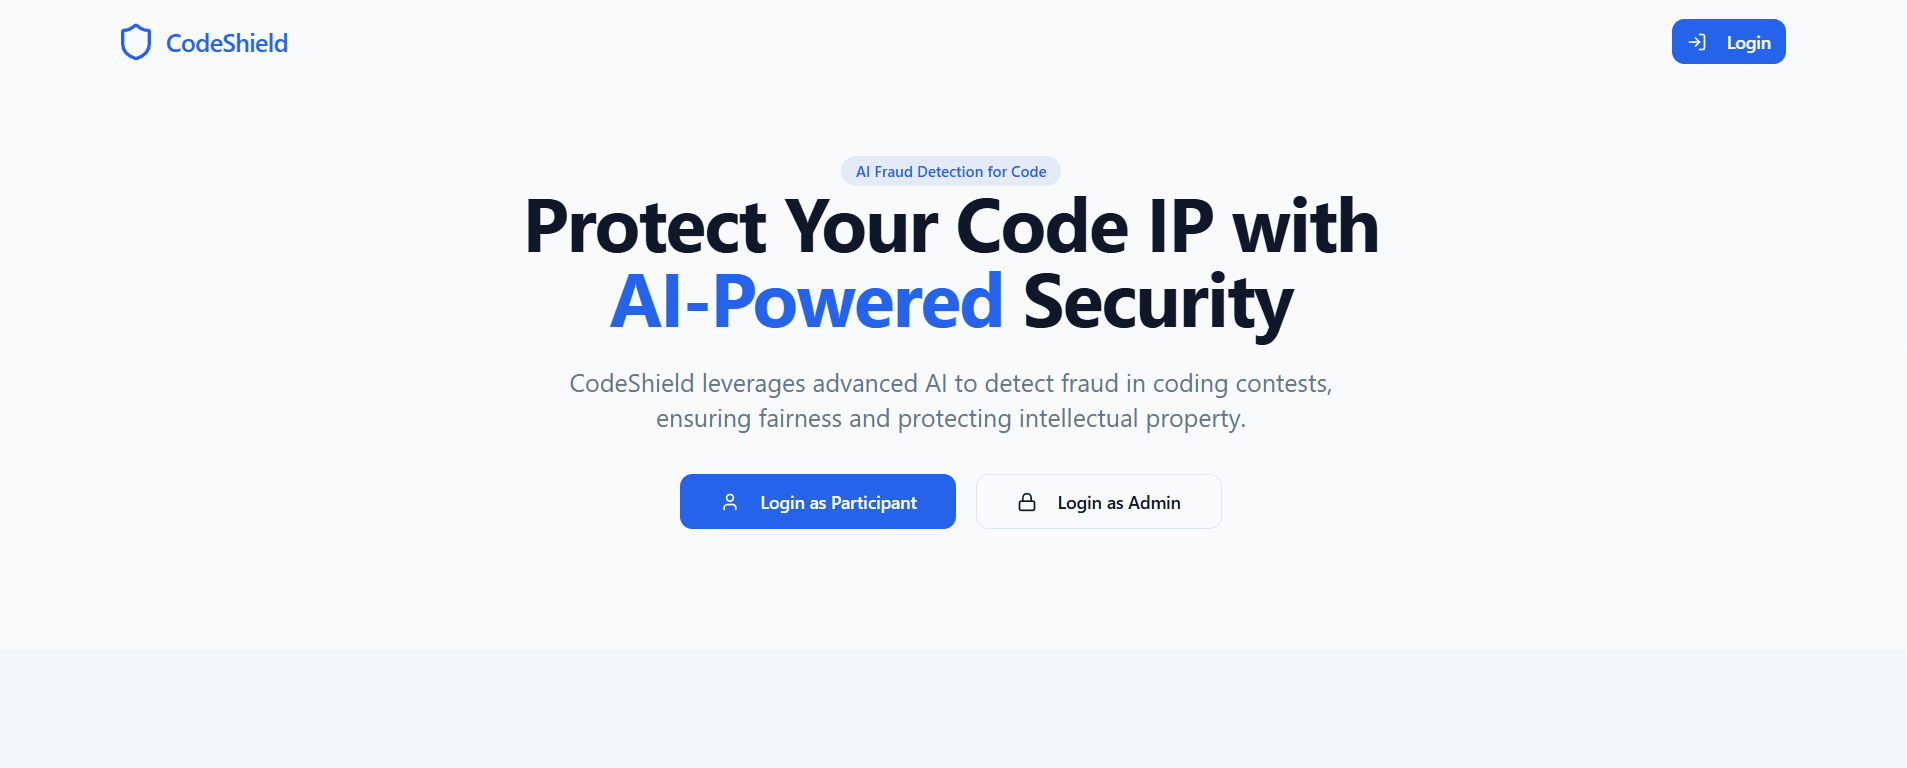 CodeShield
Login
AI Fraud Detection for Code
Protect Your Code IP with
AI-Powered Security
CodeShield leverages advanced AI to detect fraud in coding contests,
ensuring fairness and protecting intellectual property.
Login as Participant
Login as Admin